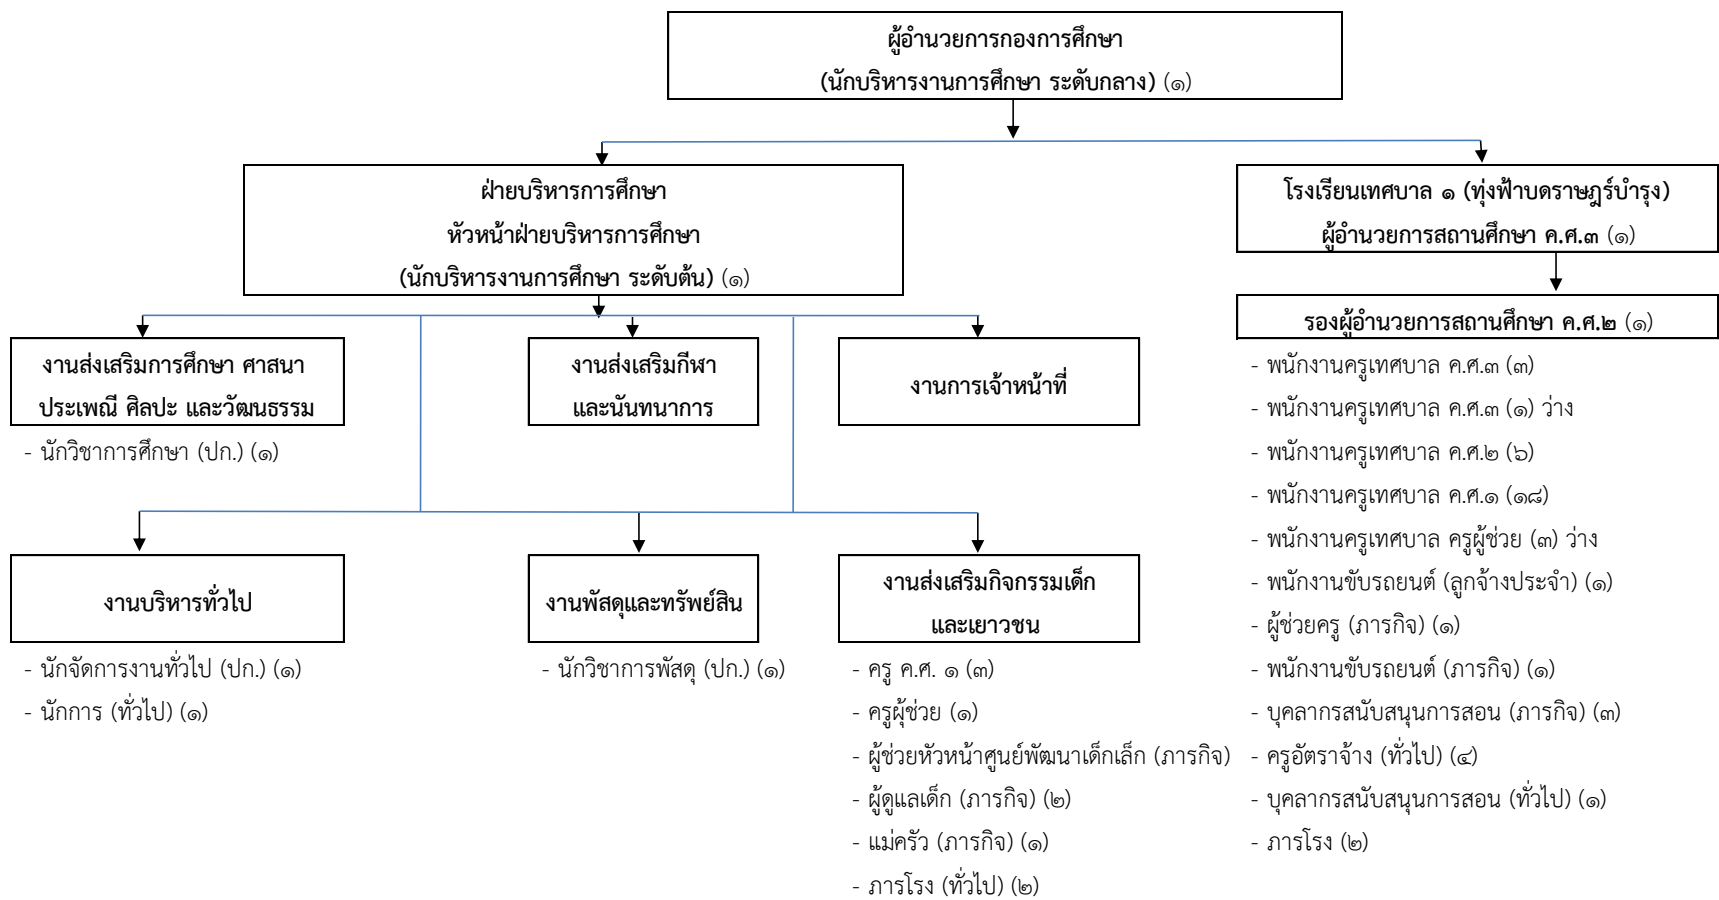 ผู้อำนวยการกองการศึกษา
(นักบริหารงานการศึกษา ระดับกลาง) (๑)
ฝ่ายบริหารการศึกษา
หัวหน้าฝ่ายบริหารการศึกษา
(นักบริหารงานการศึกษา ระดับต้น) (๑)
โรงเรียนเทศบาล ๑ (ทุ่งฟ้าบดราษฎร์บำรุง)
ผู้อำนวยการสถานศึกษา ค.ศ.๓ (๑)
รองผู้อำนวยการสถานศึกษา ค.ศ.๒ (๑)
งานส่งเสริมการศึกษา ศาสนา
ประเพณี ศิลปะ และวัฒนธรรม
- นักวิชาการศึกษา (ปก.) (๑)
งานส่งเสริมกีฬา
และนันทนาการ
งานการเจ้าหน้าที่
งานบริหารทั่วไป
- นักจัดการงานทั่วไป (ปก.) (๑)
- นักการ (ทั่วไป) (๑)
งานพัสดุและทรัพย์สิน
- นักวิชาการพัสดุ (ปก.) (๑)
งานส่งเสริมกิจกรรมเด็ก
และเยาวชน
- ครู ค.ศ. ๑ (๓)
- ครูผุ้ช่วย (๑)
- ผู้ช่วยหัวหน้าศูนย์พัฒนาเด็กเล็ก (ภารกิจ)
- ผู้ดูแลเด็ก (ภารกิจ) (๒)
- แม่ครัว (ภารกิจ) (๑)
- ภารโรง (ทั่วไป) (๒)
- พนักงานครูเทศบาล ค.ศ.๓ (๓)
- พนักงานครูเทศบาล ค.ศ.๓ (๑) ว่าง
- พนักงานครูเทศบาล ค.ศ.๒ (๖)
- พนักงานครูเทศบาล ค.ศ.๑ (๑๘)
- พนักงานครูเทศบาล ครูผู้ช่วย (๓) ว่าง
- พนักงานขับรถยนต์ (ลูกจ้างประจำ) (๑)
- ผู้ช่วยครู (ภารกิจ) (๑)
- พนักงานขับรถยนต์ (ภารกิจ) (๑)
- บุคลากรสนับสนุนการสอน (ภารกิจ) (๓)
- ครูอัตราจ้าง (ทั่วไป) (๔)
- บุคลากรสนับสนุนการสอน (ทั่วไป) (๑)
- ภารโรง (๒)